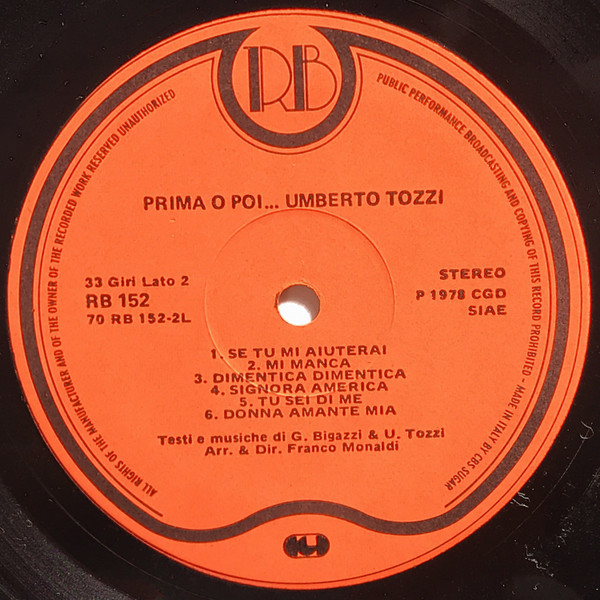 RB
ALL RIGHTS OF THE MANUFACTURER AND OF THE OWNER OF THE RECORDED WORK RESERVED UNAUTHORIZED
PUBLIC PERFORMANCE BROADCASTING AND COPYING OF THIS RECORD PROHIBITED - MADE IN ITALY BY CBS SUGAR
PRIMA O POI... UMBERTO TOZZI
33 Giri Lato 2
RB 152
70 RB 152-2L
STEREO
P 1978 CGD
SIAE
1. SE TU MI AIUTERAI
2. MI MANCA
3. DIMENTICA DIMENTICA
4. SIGNORA AMERICA
5. TU SEI DI ME
6. DONNA AMANTE MIA
Testi e musiche di G. Bigazzi & U. Tozzi
Arr. & Dir. Franco Monaldi